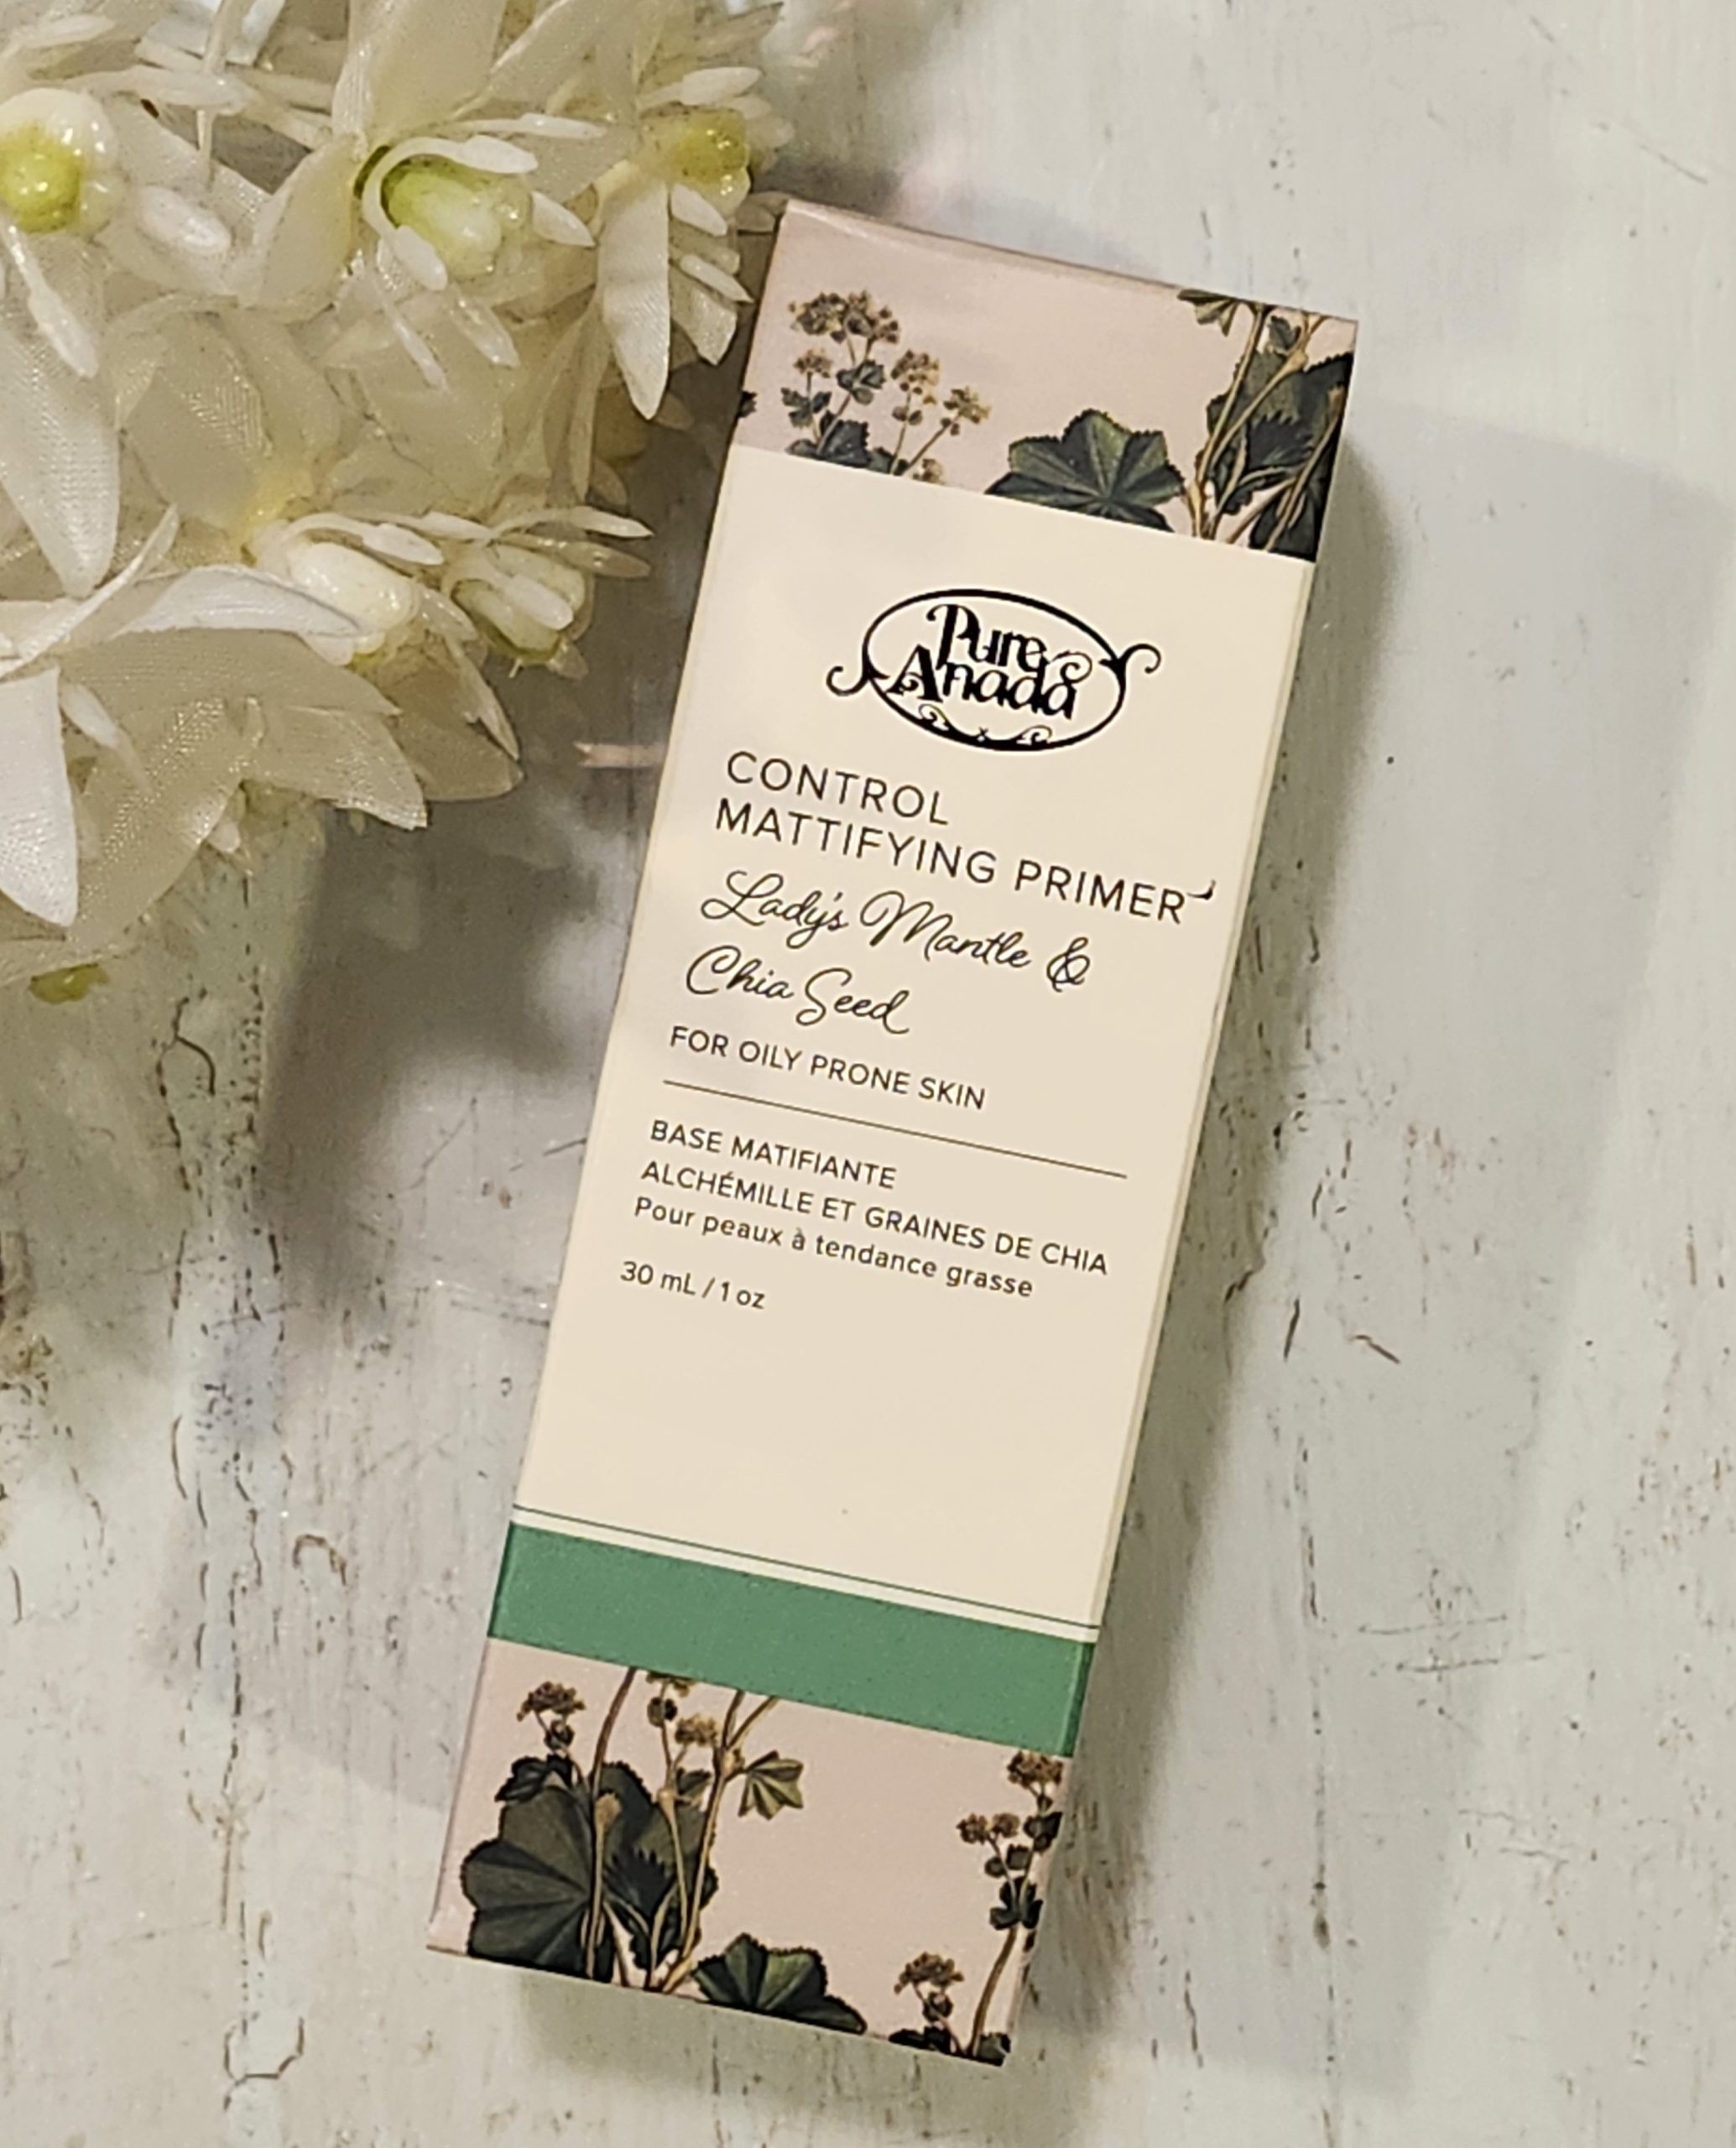 Pure
Anada
CONTROL
MATTIFYING PRIMER
Lady's Mantle &
Chia Seed
FOR OILY PRONE SKIN
BASE MATIFIANTE
ALCHÉMILLE ET GRAINES DE CHIA
Pour peaux à tendance grasse
30 mL / 1 oz